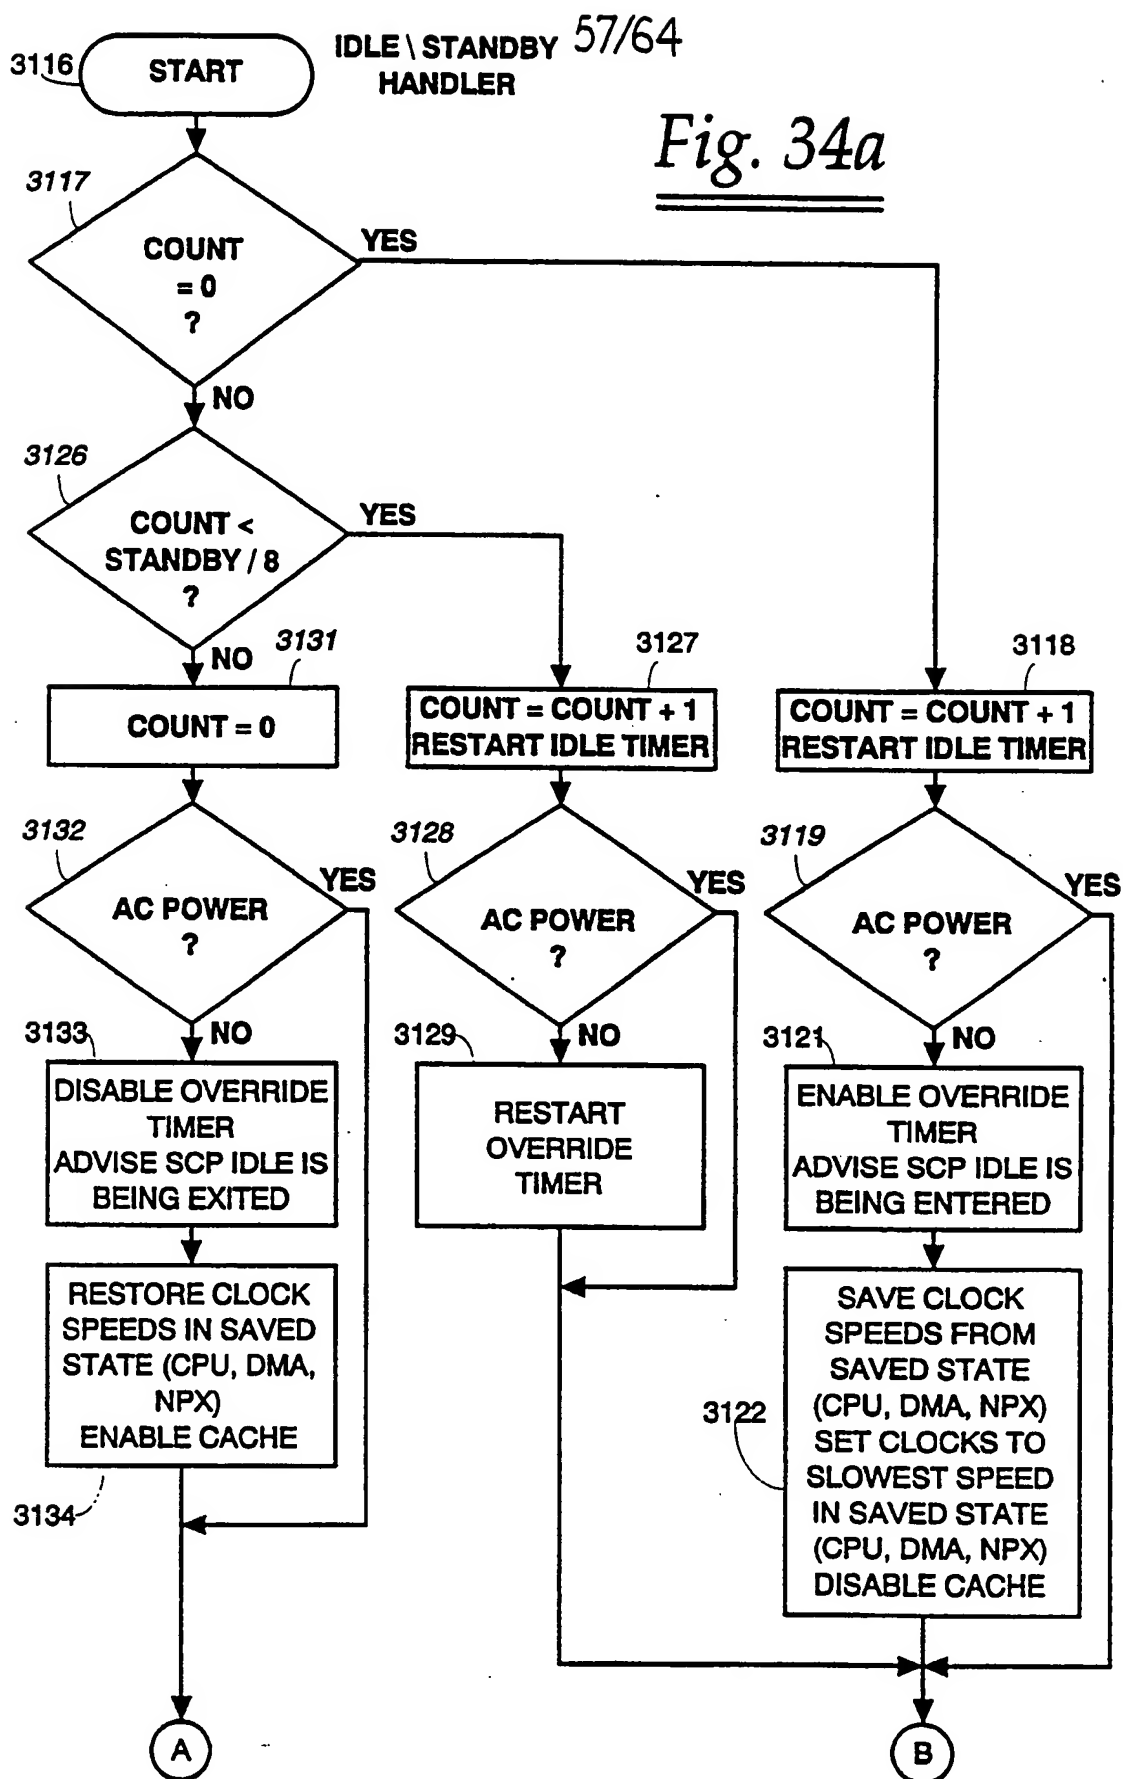 57/64
IDLE \ STANDBY
HANDLER
Fig. 34a
3116
START
3117
COUNT
= 0
?
YES
NO
3126
COUNT <
STANDBY / 8
?
YES
NO
3131
COUNT = 0
3127
COUNT = COUNT + 1
RESTART IDLE TIMER
3118
COUNT = COUNT + 1
RESTART IDLE TIMER
3132
AC POWER
?
YES
NO
3128
AC POWER
?
YES
NO
3119
AC POWER
?
YES
NO
3133
DISABLE OVERRIDE
TIMER
ADVISE SCP IDLE IS
BEING EXITED
3129
RESTART
OVERRIDE
TIMER
3121
ENABLE OVERRIDE
TIMER
ADVISE SCP IDLE IS
BEING ENTERED
RESTORE CLOCK
SPEEDS IN SAVED
STATE (CPU, DMA,
NPX)
ENABLE CACHE
3134
3122
SAVE CLOCK
SPEEDS FROM
SAVED STATE
(CPU, DMA, NPX)
SET CLOCKS TO
SLOWEST SPEED
IN SAVED STATE
(CPU, DMA, NPX)
DISABLE CACHE
A
B